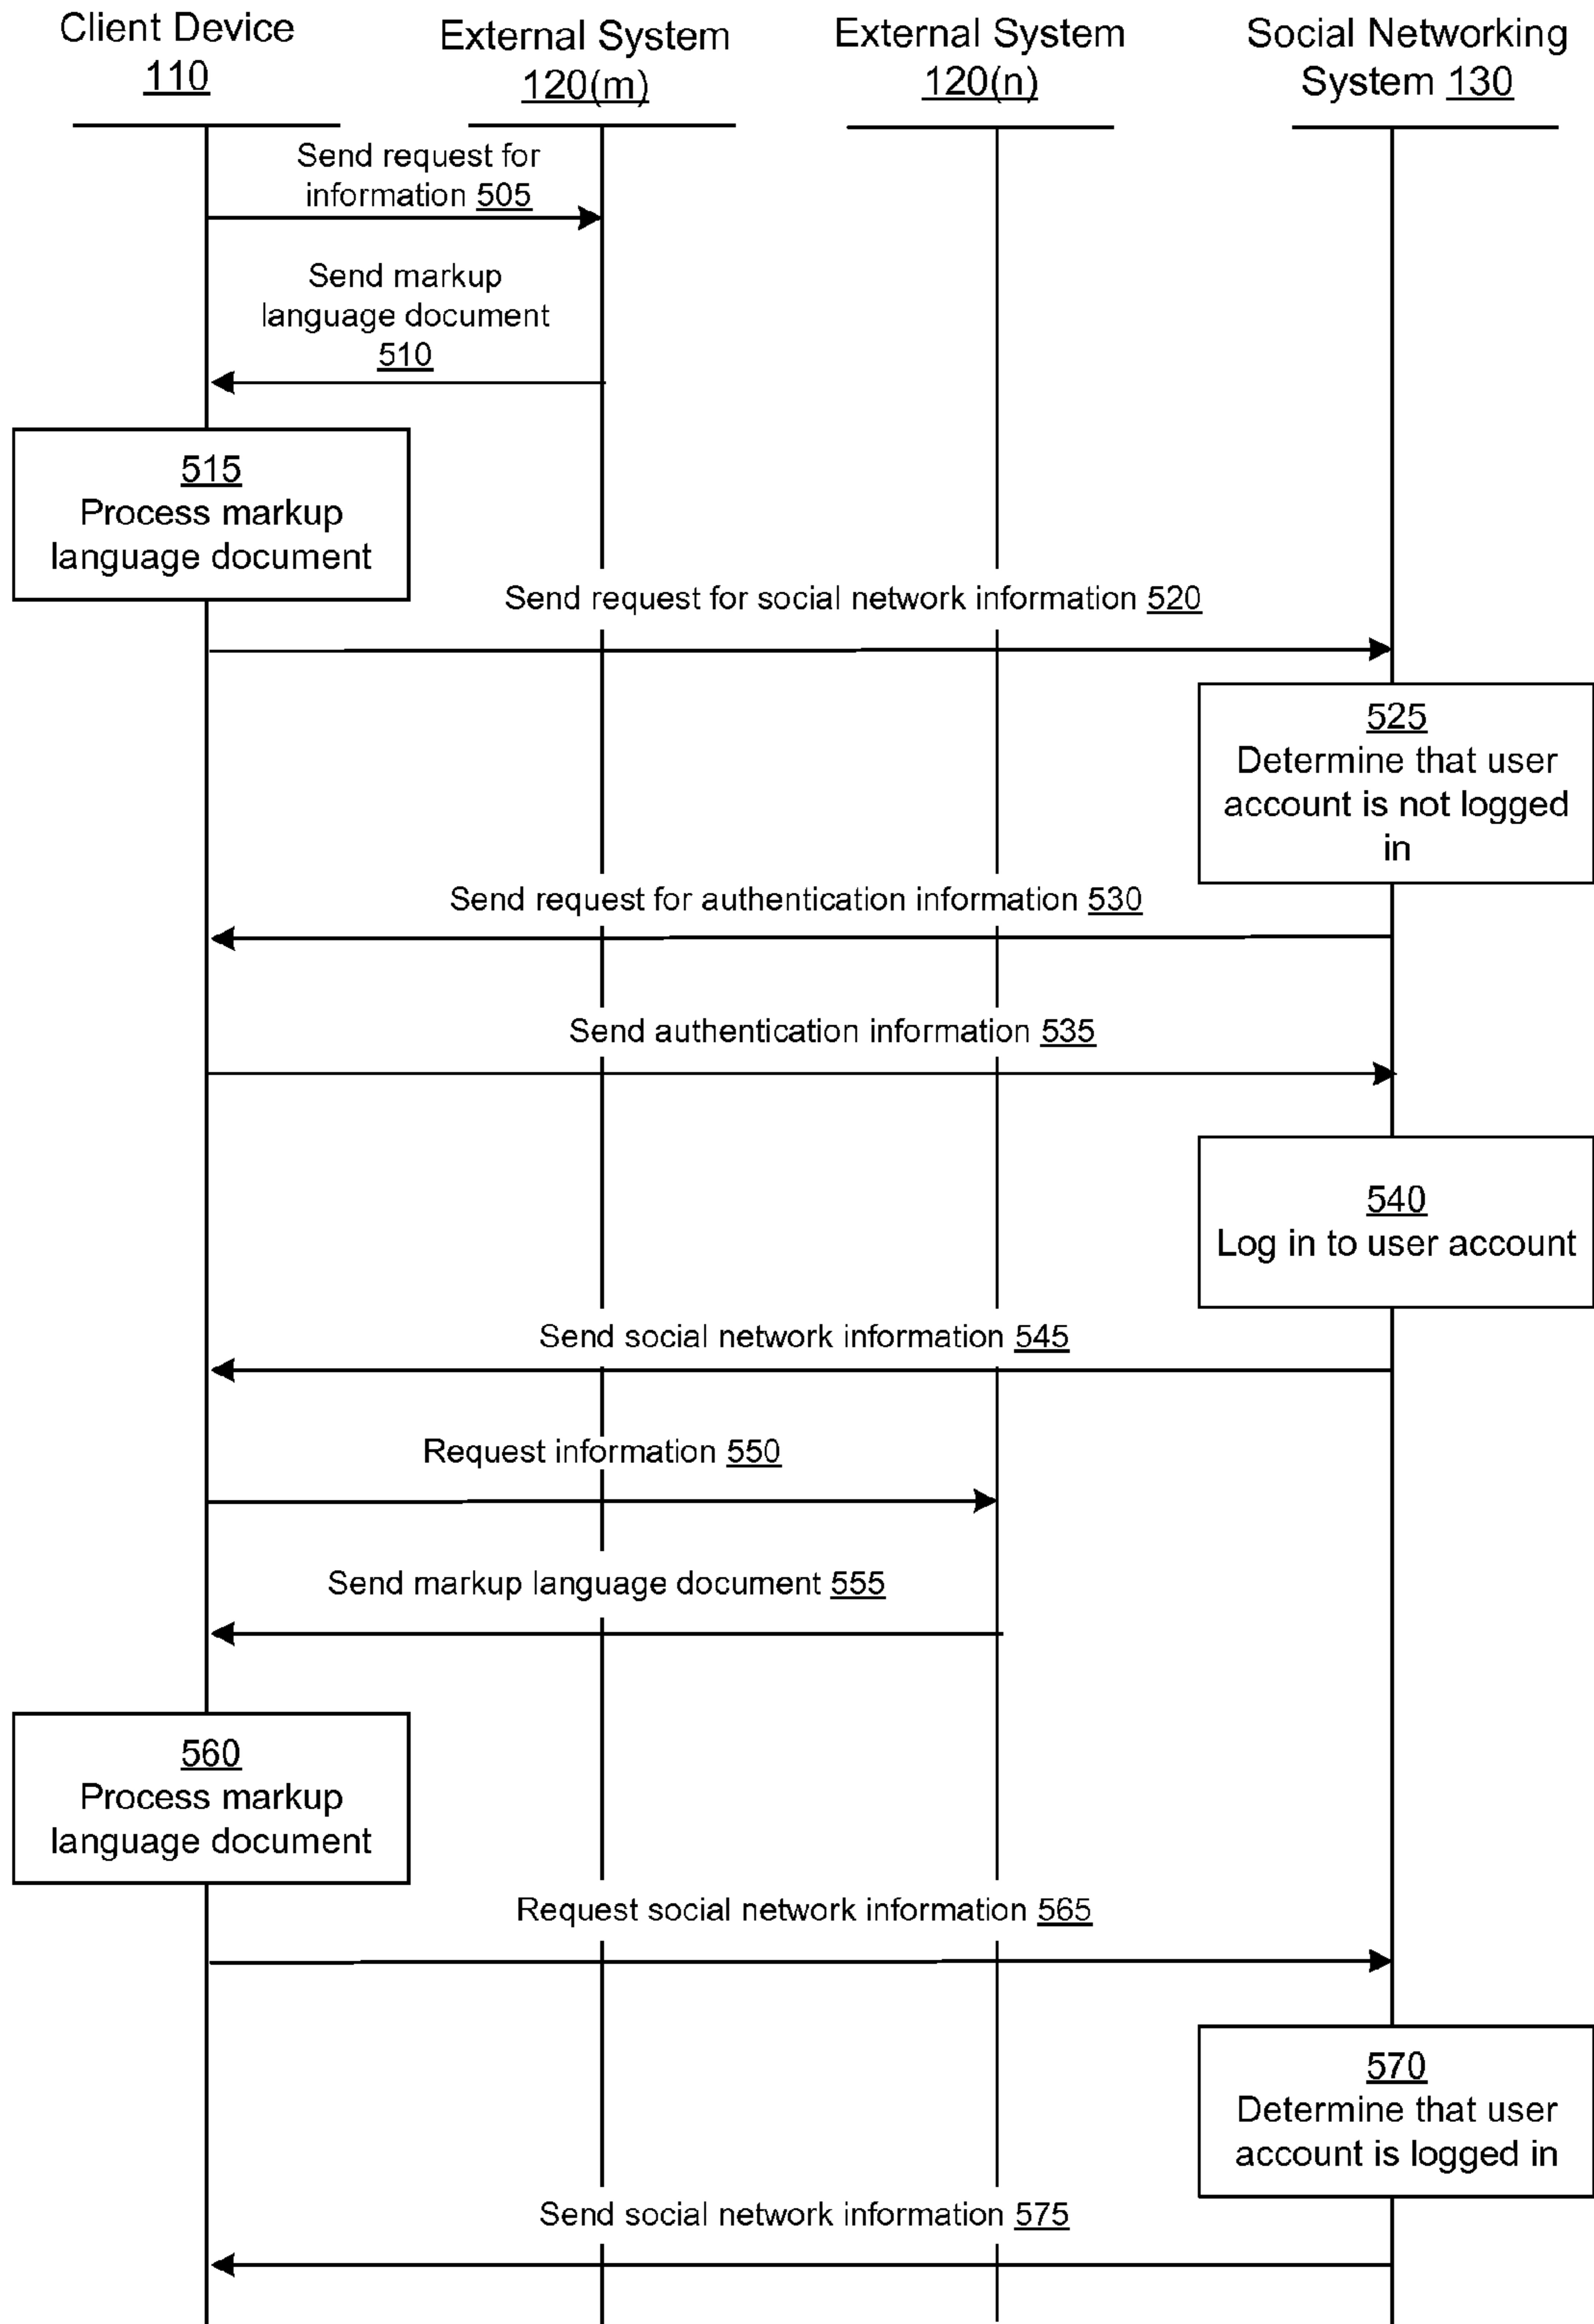 Client Device
110
External System
120(m)
External System
120(n)
Social Networking
System 130
Send request for
information 505
Send markup
language document
510
515
Process markup
language document
Send request for social network information 520
525
Determine that user
account is not logged
in
Send request for authentication information 530
Send authentication information 535
540
Log in to user account
Send social network information 545
Request information 550
Send markup language document 555
560
Process markup
language document
Request social network information 565
570
Determine that user
account is logged in
Send social network information 575